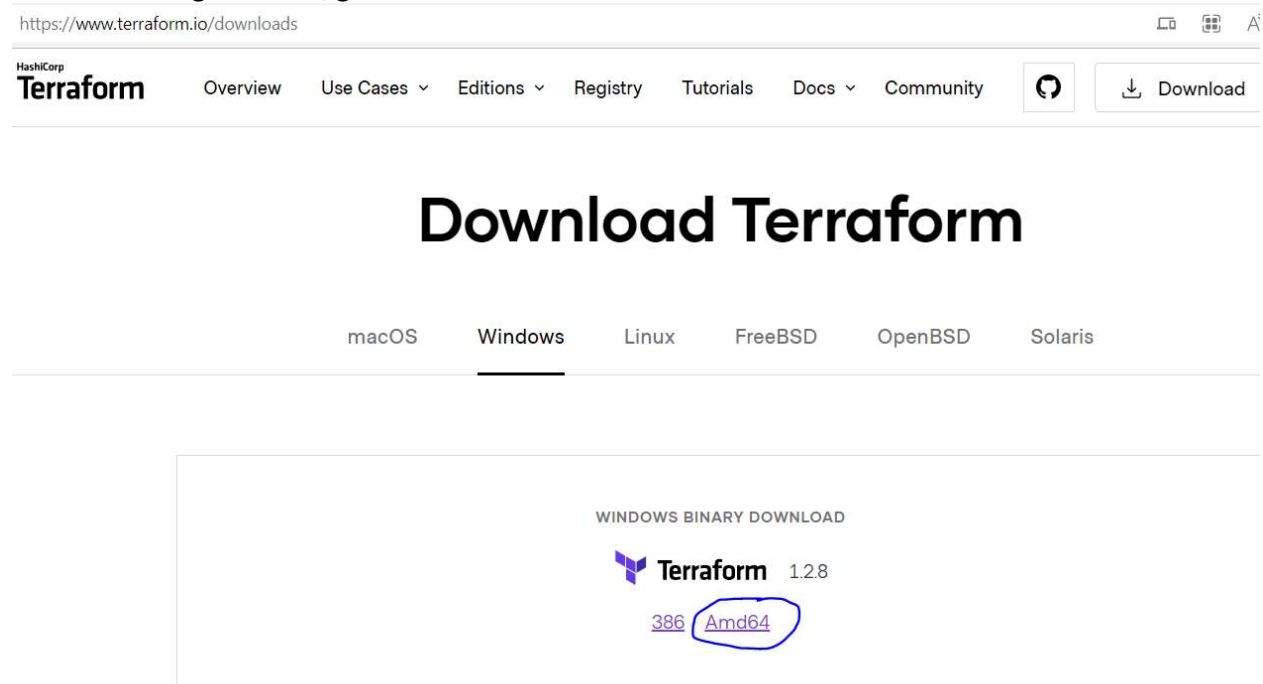 https://www.terraform.io/downloads
HashiCorp
Terraform Overview Use Cases Editions Registry Tutorials Docs Community Download
Download Terraform
macOS Windows Linux FreeBSD OpenBSD Solaris
WINDOWS BINARY DOWNLOAD
Terraform 1.2.8
386 Amd64